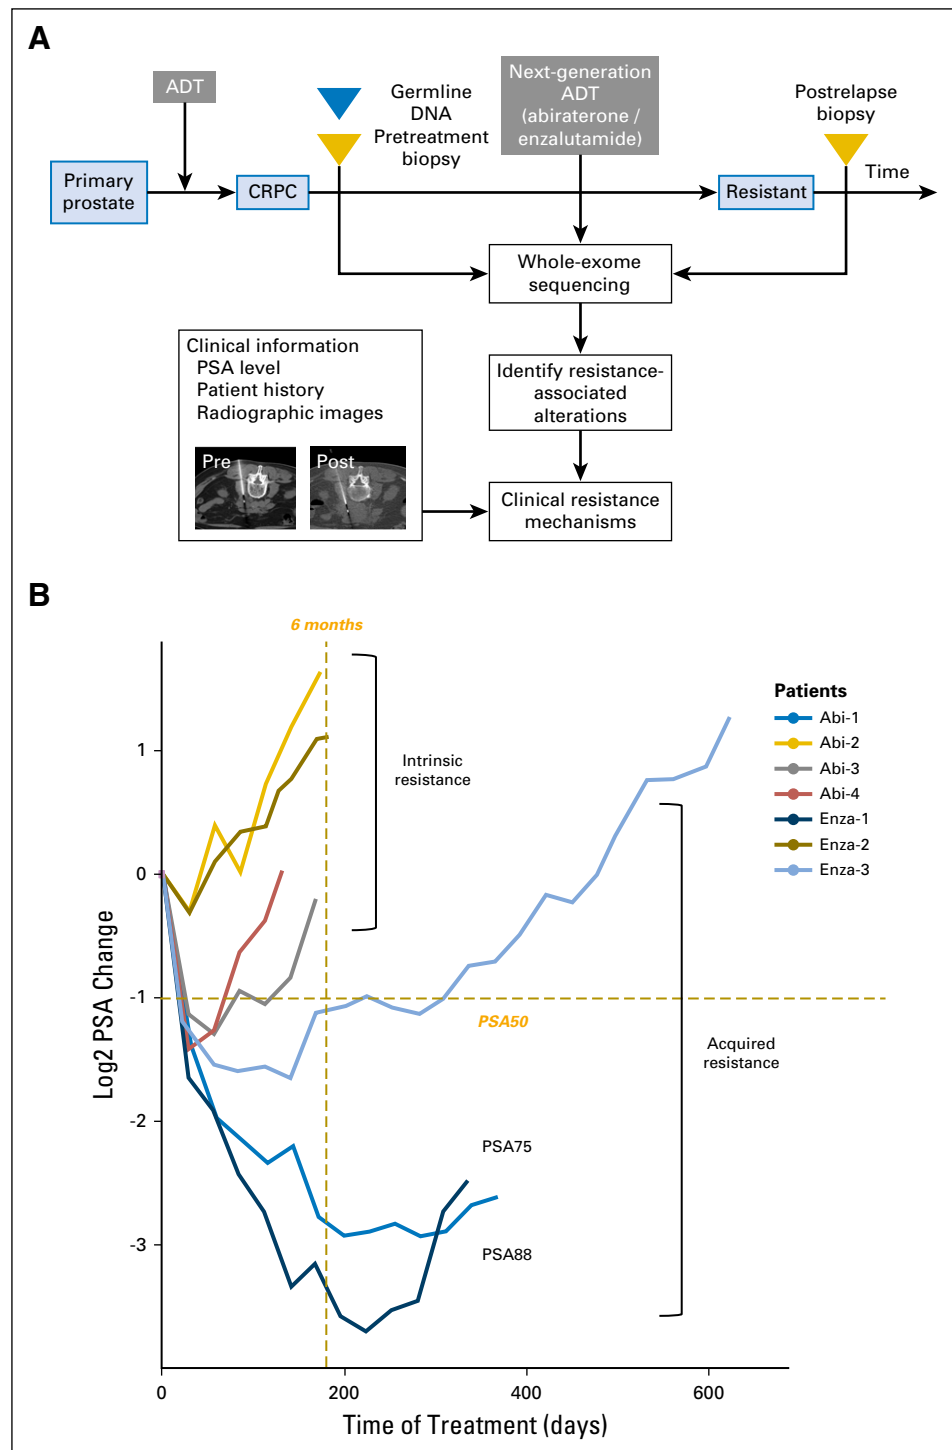 A
ADT
Germline
DNA
Pretreatment
biopsy
Next-generation
ADT
(abiraterone /
enzalutamide)
Postrelapse
biopsy
Time
Primary
prostate
CRPC
Resistant
Whole-exome
sequencing
Clinical information
PSA level
Patient history
Radiographic images
Pre
Post
Identify resistance-
associated
alterations
Clinical resistance
mechanisms
B
6 months
Patients
Abi-1
Abi-2
Abi-3
Abi-4
Enza-1
Enza-2
Enza-3
Intrinsic
resistance
PSA50
Acquired
resistance
PSA75
PSA88
Log2 PSA Change
1
0
-1
-2
-3
0
200
400
600
Time of Treatment (days)